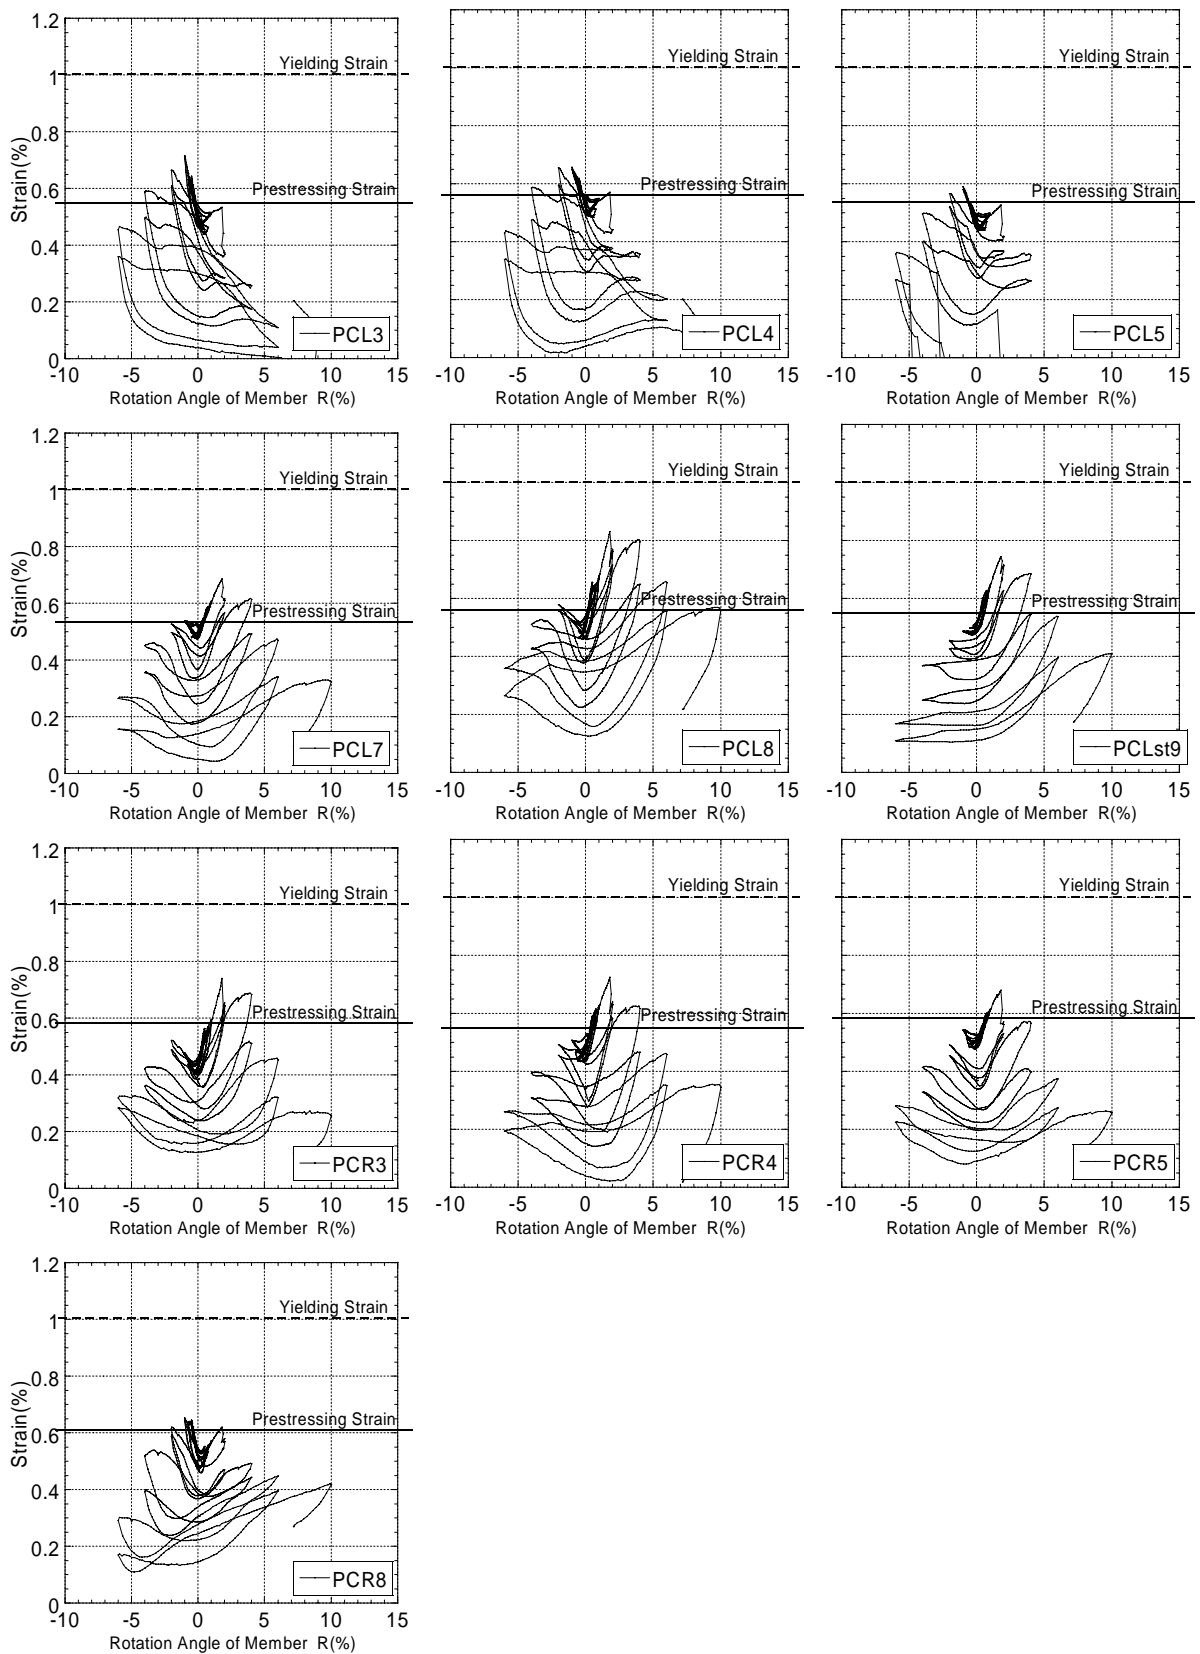 1.2
1
0.8
0.6
0.4
0.2
0
Strain(%)
Yielding Strain
Prestressing Strain
PCL3
-10 -5 0 5 10 15
Rotation Angle of Member R(%)
Yielding Strain
Prestressing Strain
PCL4
-10 -5 0 5 10 15
Rotation Angle of Member R(%)
Yielding Strain
Prestressing Strain
PCL5
-10 -5 0 5 10 15
Rotation Angle of Member R(%)
1.2
1
0.8
0.6
0.4
0.2
0
Strain(%)
Yielding Strain
Prestressing Strain
PCL7
-10 -5 0 5 10 15
Rotation Angle of Member R(%)
Yielding Strain
Prestressing Strain
PCL8
-10 -5 0 5 10 15
Rotation Angle of Member R(%)
Yielding Strain
Prestressing Strain
PCLst9
-10 -5 0 5 10 15
Rotation Angle of Member R(%)
1.2
1
0.8
0.6
0.4
0.2
0
Strain(%)
Yielding Strain
Prestressing Strain
PCR3
-10 -5 0 5 10 15
Rotation Angle of Member R(%)
Yielding Strain
Prestressing Strain
PCR4
-10 -5 0 5 10 15
Rotation Angle of Member R(%)
Yielding Strain
Prestressing Strain
PCR5
-10 -5 0 5 10 15
Rotation Angle of Member R(%)
1.2
1
0.8
0.6
0.4
0.2
0
Strain(%)
Yielding Strain
Prestressing Strain
PCR8
-10 -5 0 5 10 15
Rotation Angle of Member R(%)